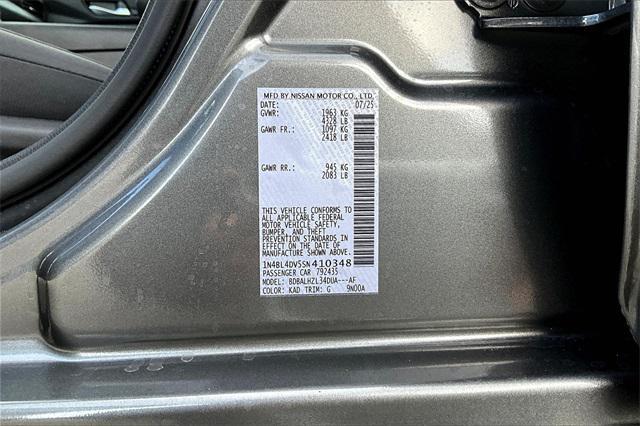 MFD BY NISSAN MOTOR CO., LTD.
DATE: 07/25
GVWR: 1963 KG
4328 LB
GAWR FR.: 1097 KG
2418 LB
GAWR RR.: 945 KG
2083 LB
THIS VEHICLE CONFORMS TO
ALL APPLICABLE FEDERAL
MOTOR VEHICLE SAFETY,
BUMPER, AND THEFT
PREVENTION STANDARDS
IN EFFECT ON THE DATE OF
MANUFACTURE SHOWN ABOVE
1N4BL4DV5SN410348
PASSENGER CAR 792435
MODEL: BDBALHZL34DUA---AF
COLOR: KAD TRIM: G 9N00A